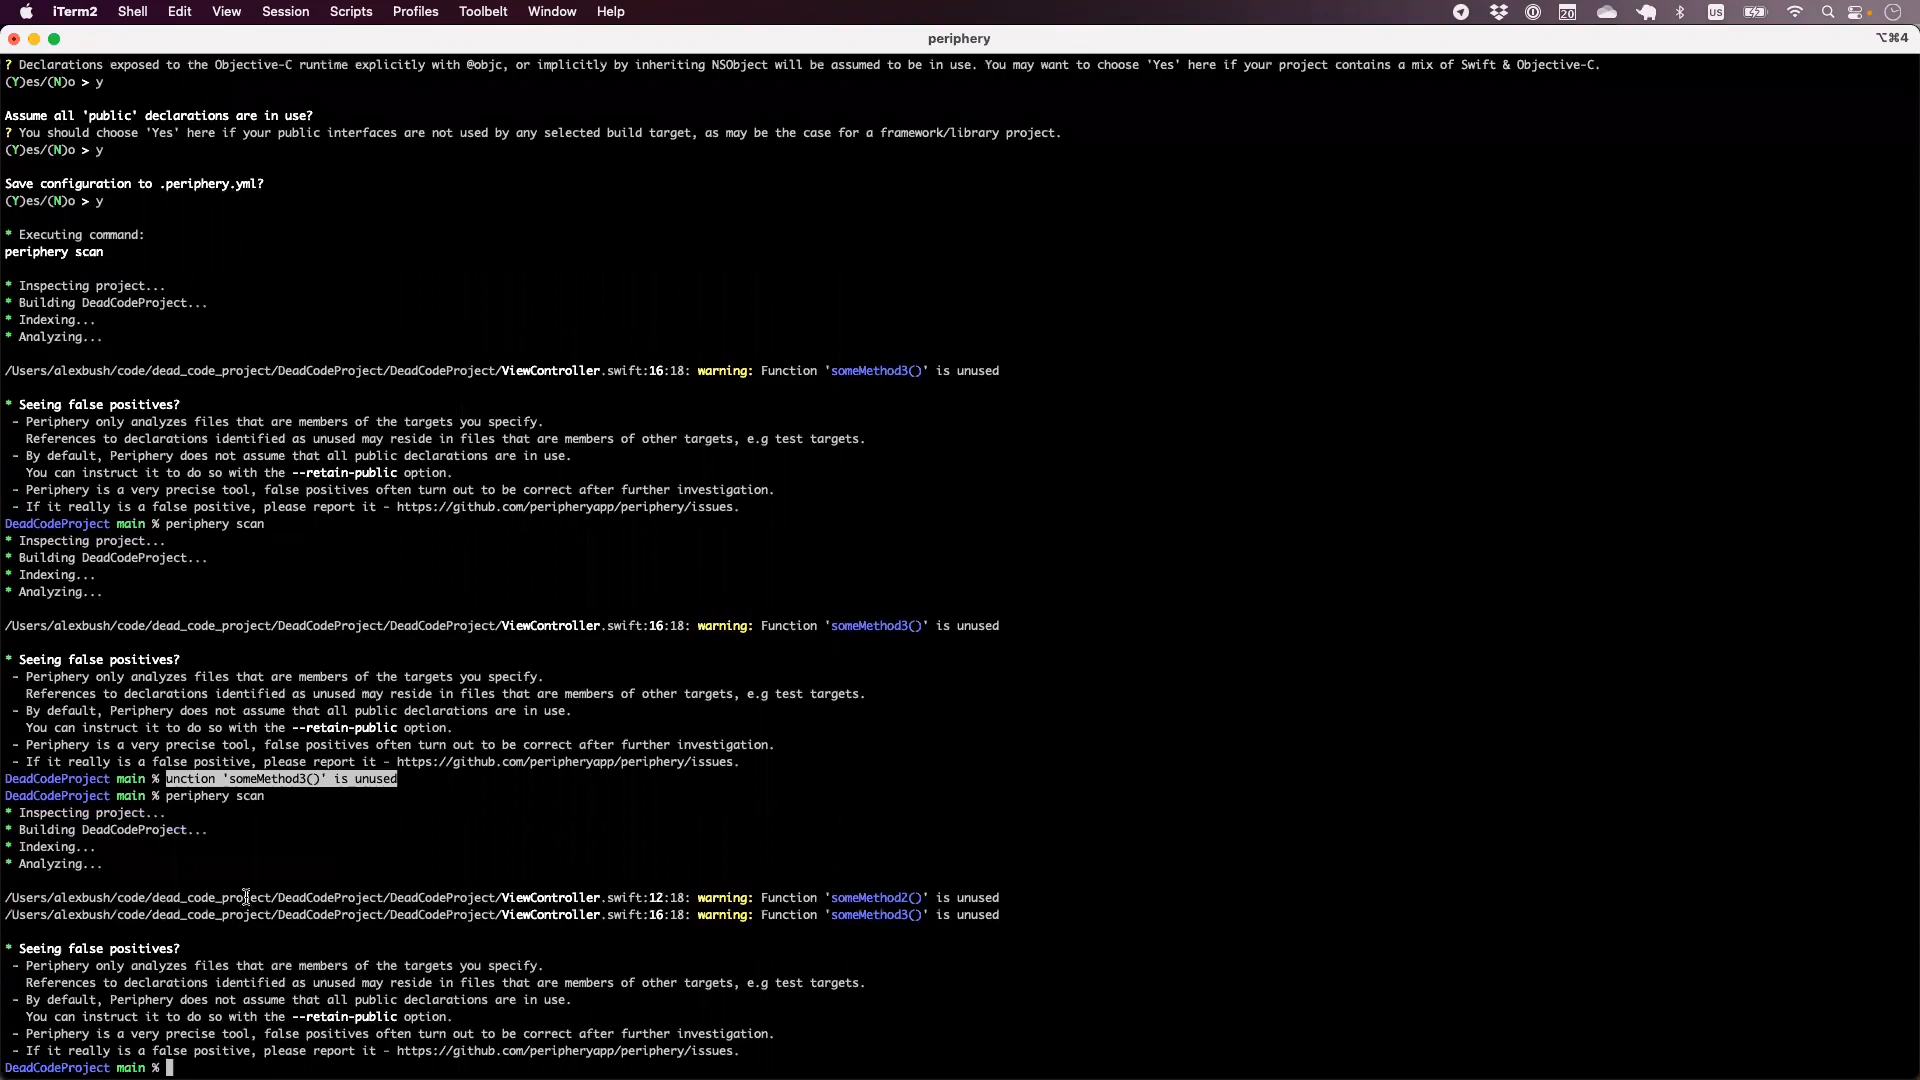 iTerm2 Shell Edit View Session Scripts Profiles Toolbelt Window Help 20 US
periphery ⌥⌘4
? Declarations exposed to the Objective-C runtime explicitly with @objc, or implicitly by inheriting NSObject will be assumed to be in use. You may want to choose 'Yes' here if your project contains a mix of Swift & Objective-C.
(Y)es/(N)o > y
Assume all 'public' declarations are in use?
? You should choose 'Yes' here if your public interfaces are not used by any selected build target, as may be the case for a framework/library project.
(Y)es/(N)o > y
Save configuration to .periphery.yml?
(Y)es/(N)o > y
* Executing command:
periphery scan
* Inspecting project...
* Building DeadCodeProject...
* Indexing...
* Analyzing...
/Users/alexbush/code/dead_code_project/DeadCodeProject/DeadCodeProject/ViewController.swift:16:18: warning: Function 'someMethod3()' is unused
* Seeing false positives?
- Periphery only analyzes files that are members of the targets you specify.
References to declarations identified as unused may reside in files that are members of other targets, e.g test targets.
- By default, Periphery does not assume that all public declarations are in use.
You can instruct it to do so with the --retain-public option.
- Periphery is a very precise tool, false positives often turn out to be correct after further investigation.
- If it really is a false positive, please report it - https://github.com/peripheryapp/periphery/issues.
DeadCodeProject main % periphery scan
* Inspecting project...
* Building DeadCodeProject...
* Indexing...
* Analyzing...
/Users/alexbush/code/dead_code_project/DeadCodeProject/DeadCodeProject/ViewController.swift:16:18: warning: Function 'someMethod3()' is unused
* Seeing false positives?
- Periphery only analyzes files that are members of the targets you specify.
References to declarations identified as unused may reside in files that are members of other targets, e.g test targets.
- By default, Periphery does not assume that all public declarations are in use.
You can instruct it to do so with the --retain-public option.
- Periphery is a very precise tool, false positives often turn out to be correct after further investigation.
- If it really is a false positive, please report it - https://github.com/peripheryapp/periphery/issues.
DeadCodeProject main % unction 'someMethod3()' is unused
DeadCodeProject main % periphery scan
* Inspecting project...
* Building DeadCodeProject...
* Indexing...
* Analyzing...
/Users/alexbush/code/dead_code_project/DeadCodeProject/DeadCodeProject/ViewController.swift:12:18: warning: Function 'someMethod2()' is unused
/Users/alexbush/code/dead_code_project/DeadCodeProject/DeadCodeProject/ViewController.swift:16:18: warning: Function 'someMethod3()' is unused
* Seeing false positives?
- Periphery only analyzes files that are members of the targets you specify.
References to declarations identified as unused may reside in files that are members of other targets, e.g test targets.
- By default, Periphery does not assume that all public declarations are in use.
You can instruct it to do so with the --retain-public option.
- Periphery is a very precise tool, false positives often turn out to be correct after further investigation.
- If it really is a false positive, please report it - https://github.com/peripheryapp/periphery/issues.
DeadCodeProject main %